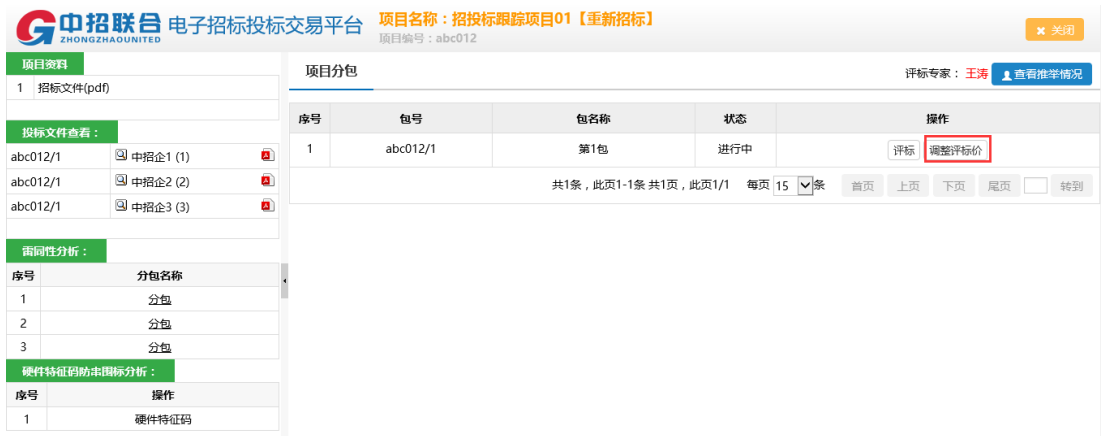 中招联合 电子招标投标交易平台
ZHONGZHAOUNITED
项目名称：招投标跟踪项目01【重新招标】
项目编号：abc012
关闭
项目资料
1 招标文件(pdf)
投标文件查看：
abc012/1 中招企1 (1)
abc012/1 中招企2 (2)
abc012/1 中招企3 (3)
雷同性分析：
序号 分包名称
1 分包
2 分包
3 分包
硬件特征码防串围标分析：
序号 操作
1 硬件特征码
项目分包
评标专家：王涛 查看推举情况
序号 包号 包名称 状态 操作
1 abc012/1 第1包 进行中 评标 调整评标价
共1条，此页1-1条 共1页，此页1/1 每页 15 条 首页 上页 下页 尾页 转到